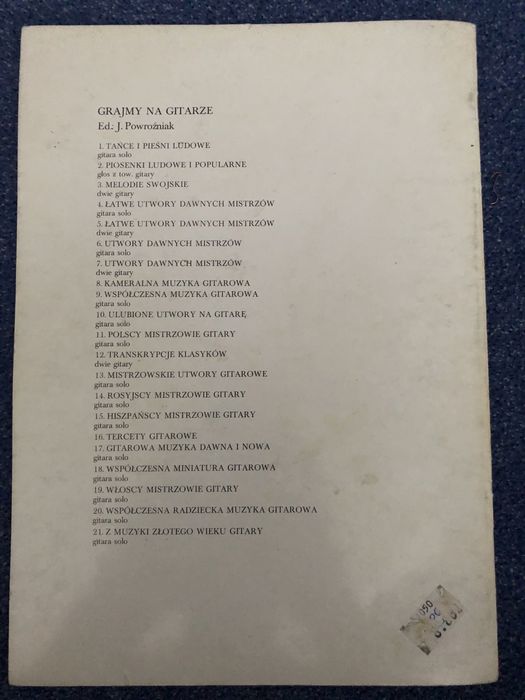 GRAJMY NA GITARZE
Ed.: J. Powroźniak
1. TAŃCE I PIEŚNI LUDOWE
gitara solo
2. PIOSENKI LUDOWE I POPULARNE
głos z tow. gitary
3. MELODIE SWOJSKIE
dwie gitary
4. ŁATWE UTWORY DAWNYCH MISTRZÓW
gitara solo
5. ŁATWE UTWORY DAWNYCH MISTRZÓW
dwie gitary
6. UTWORY DAWNYCH MISTRZÓW
gitara solo
7. UTWORY DAWNYCH MISTRZÓW
dwie gitary
8. KAMERALNA MUZYKA GITAROWA
9. WSPÓŁCZESNA MUZYKA GITAROWA
gitara solo
10. ULUBIONE UTWORY NA GITARĘ
gitara solo
11. POLSCY MISTRZOWIE GITARY
gitara solo
12. TRANSKRYPCJE KLASYKÓW
dwie gitary
13. MISTRZOWSKIE UTWORY GITAROWE
gitara solo
14. ROSYJSCY MISTRZOWIE GITARY
gitara solo
15. HISZPAŃSCY MISTRZOWIE GITARY
gitara solo
16. TERCETY GITAROWE
17. GITAROWA MUZYKA DAWNA I NOWA
gitara solo
18. WSPÓŁCZESNA MINIATURA GITAROWA
gitara solo
19. WŁOSCY MISTRZOWIE GITARY
gitara solo
20. WSPÓŁCZESNA RADZIECKA MUZYKA GITAROWA
gitara solo
21. Z MUZYKI ZŁOTEGO WIEKU GITARY
gitara solo